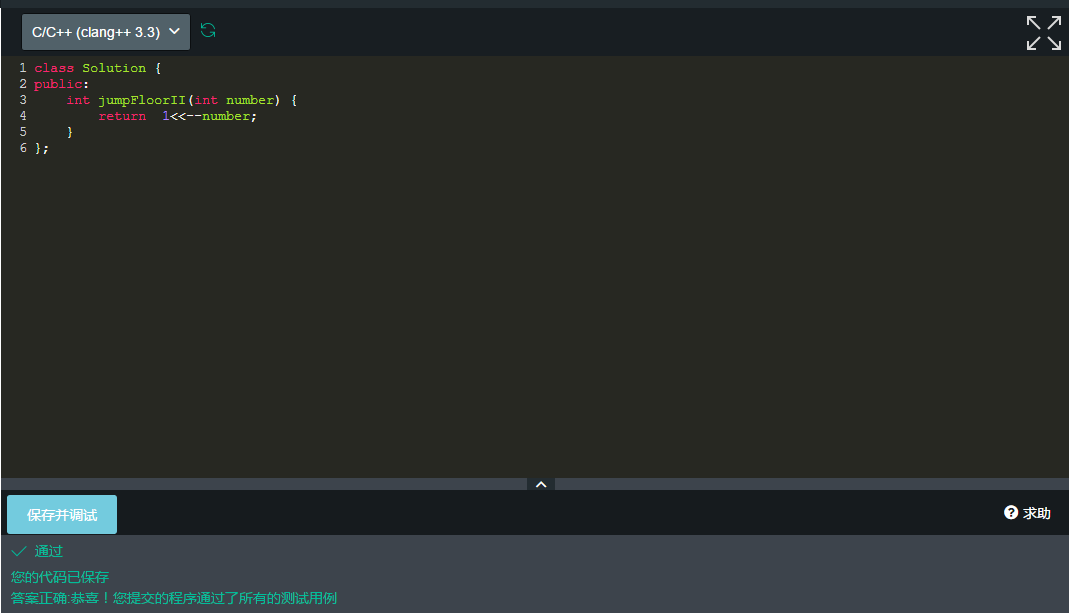 C/C++ (clang++ 3.3)
1 class Solution {
2 public:
3     int jumpFloorII(int number) {
4         return  1<<--number;
5     }
6 };
保存并调试
? 求助
通过
您的代码已保存
答案正确:恭喜！您提交的程序通过了所有的测试用例